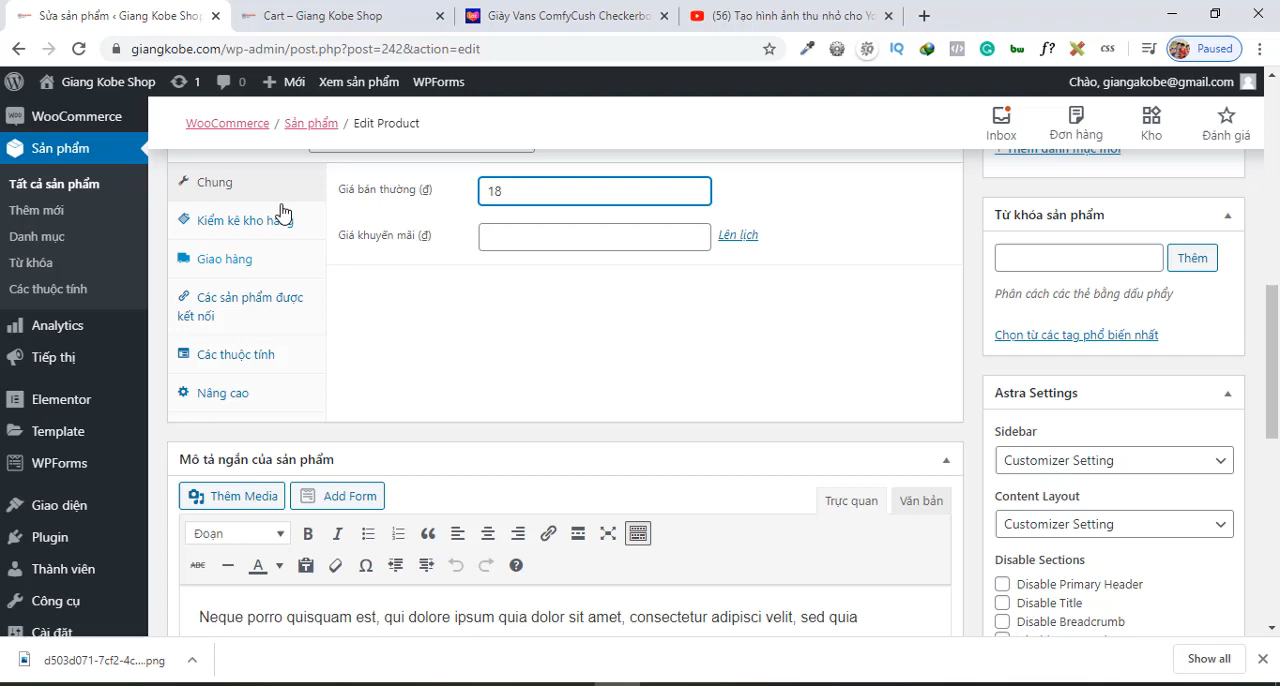 Sửa sản phẩm ‹ Giang Kobe Shop
Cart – Giang Kobe Shop
Giày Vans ComfyCush Checkerbo
(56) Tạo hình ảnh thu nhỏ cho Yo
giangkobe.com/wp-admin/post.php?post=242&action=edit
Paused
Giang Kobe Shop
1
0
Mới
Xem sản phẩm
WPForms
Chào, giangakobe@gmail.com
WooCommerce
Sản phẩm
Tất cả sản phẩm
Thêm mới
Danh mục
Từ khóa
Các thuộc tính
Analytics
Tiếp thị
Elementor
Template
WPForms
Giao diện
Plugin
Thành viên
Công cụ
Cài đặt
WooCommerce / Sản phẩm / Edit Product
Inbox
Đơn hàng
Kho
Đánh giá
+ Thêm danh mục mới
Chung
Kiểm kê kho hàng
Giao hàng
Các sản phẩm được
kết nối
Các thuộc tính
Nâng cao
Giá bán thường (₫)
18
Giá khuyến mãi (₫)
Lên lịch
Mô tả ngắn của sản phẩm
Thêm Media
Add Form
Trực quan
Văn bản
Đoạn
Neque porro quisquam est, qui dolore ipsum quia dolor sit amet, consectetur adipisci velit, sed quia
Từ khóa sản phẩm
Thêm
Phân cách các thẻ bằng dấu phẩy
Chọn từ các tag phổ biến nhất
Astra Settings
Sidebar
Customizer Setting
Content Layout
Customizer Setting
Disable Sections
Disable Primary Header
Disable Title
Disable Breadcrumb
d503d071-7cf2-4c....png
Show all